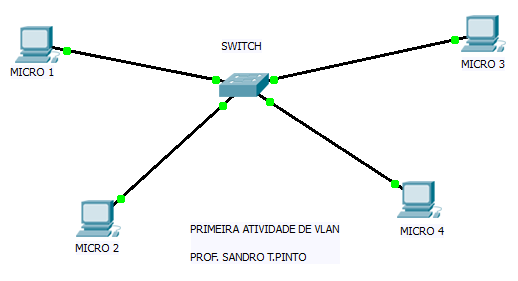 SWITCH
MICRO 1
MICRO 3
MICRO 2
MICRO 4
PRIMEIRA ATIVIDADE DE VLAN
PROF. SANDRO T.PINTO